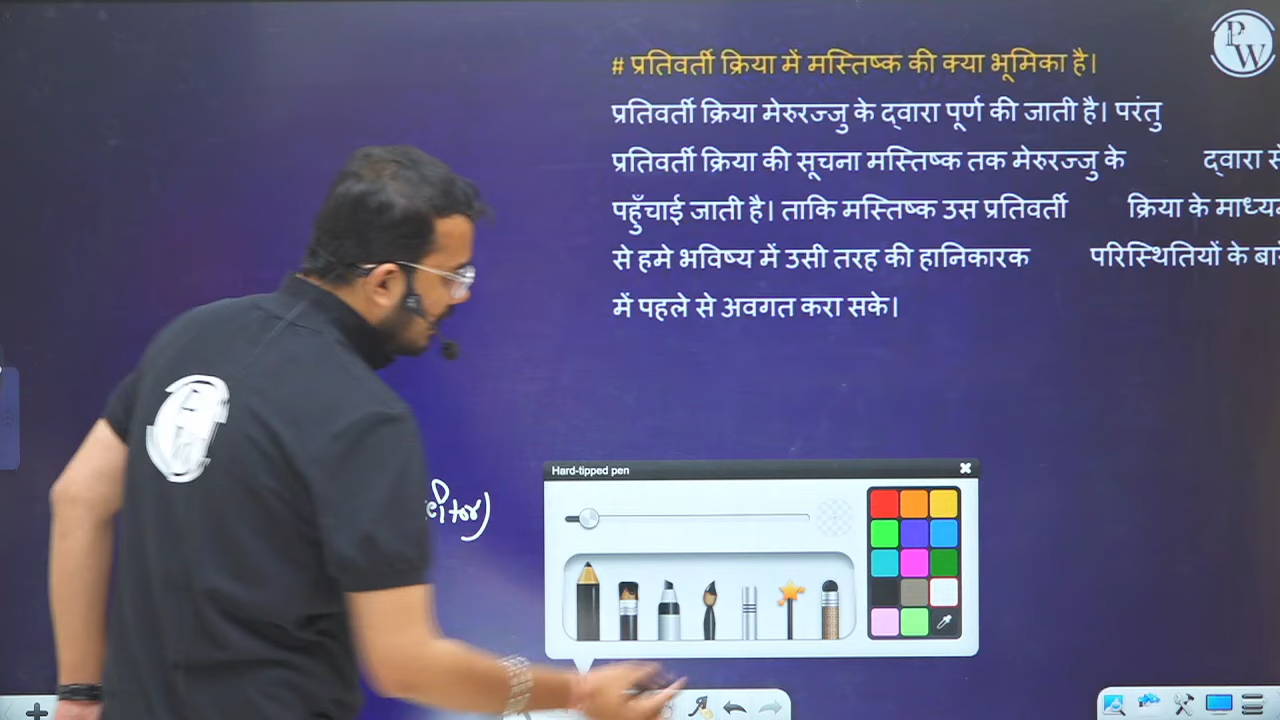 # प्रतिवर्ती क्रिया में मस्तिष्क की क्या भूमिका है।
प्रतिवर्ती क्रिया मेरुरज्जु के द्वारा पूर्ण की जाती है। परंतु
प्रतिवर्ती क्रिया की सूचना मस्तिष्क तक मेरुरज्जु के द्वारा
पहुँचाई जाती है। ताकि मस्तिष्क उस प्रतिवर्ती क्रिया के
से हमे भविष्य में उसी तरह की हानिकारक परिस्थितियों के
में पहले से अवगत करा सके।
Hard-tipped pen
PW